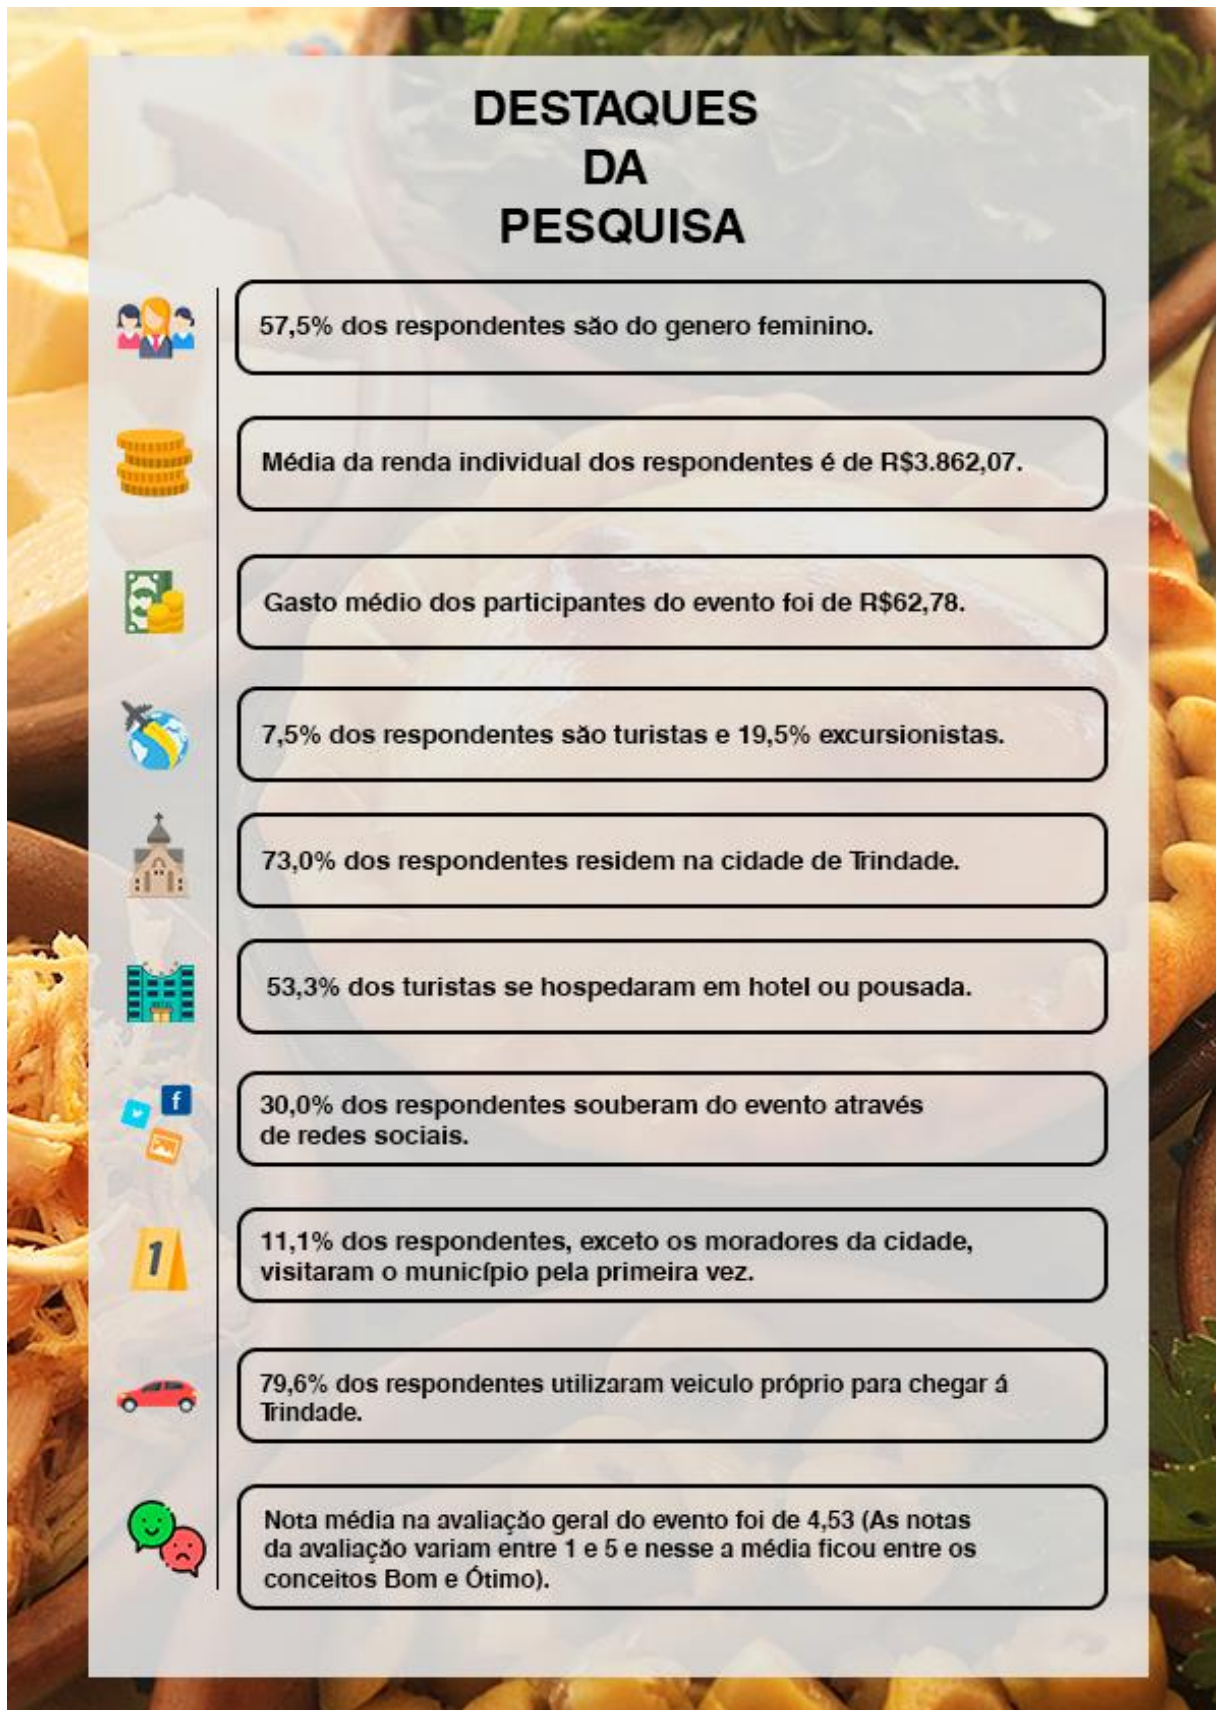 DESTAQUES
DA
PESQUISA
57,5% dos respondentes são do genero feminino.
Média da renda individual dos respondentes é de R$3.862,07.
Gasto médio dos participantes do evento foi de R$62,78.
7,5% dos respondentes são turistas e 19,5% excursionistas.
73,0% dos respondentes residem na cidade de Trindade.
53,3% dos turistas se hospedaram em hotel ou pousada.
30,0% dos respondentes souberam do evento através
de redes sociais.
11,1% dos respondentes, exceto os moradores da cidade,
visitaram o município pela primeira vez.
79,6% dos respondentes utilizaram veiculo próprio para chegar á
Trindade.
Nota média na avaliação geral do evento foi de 4,53 (As notas
da avaliação variam entre 1 e 5 e nesse a média ficou entre os
conceitos Bom e Ótimo).
f
1